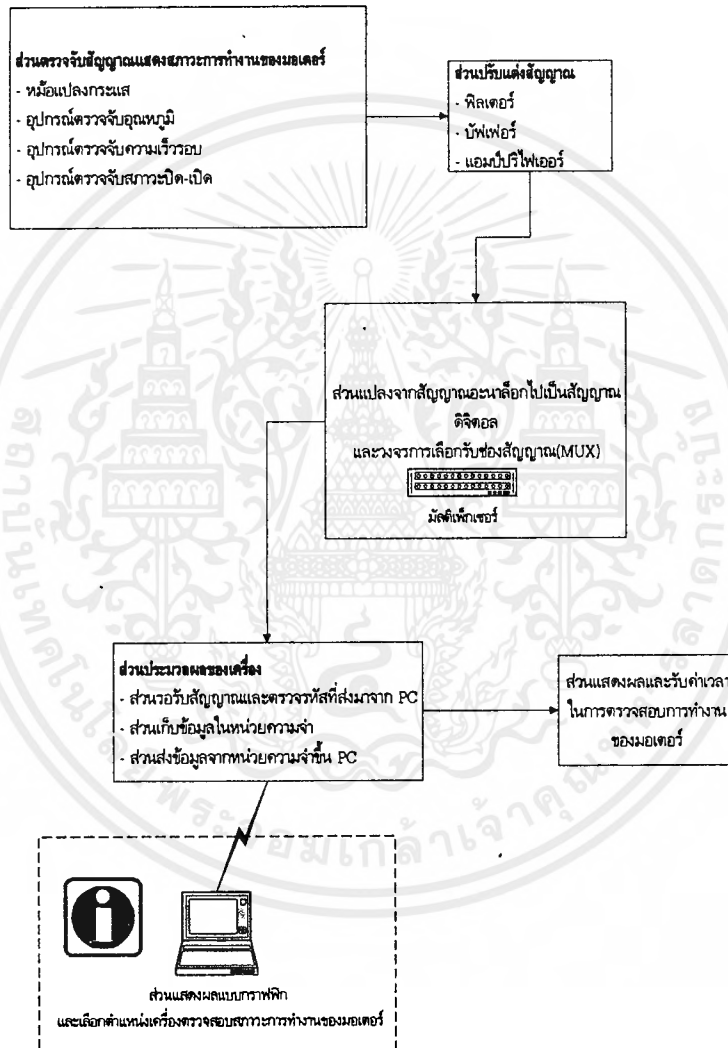 ส่วนตรวจจับสัญญาณแสดงสภาวะการทำงานของมอเตอร์
- หม้อแปลงกระแส
- อุปกรณ์ตรวจจับอุณหภูมิ
- อุปกรณ์ตรวจจับความเร็วรอบ
- อุปกรณ์ตรวจจับสภาวะปิด-เปิด
ส่วนปรับแต่งสัญญาณ
- ฟิลเตอร์
- บัฟเฟอร์
- แอมป์ปริไฟเออร์
ส่วนแปลงจากสัญญาณอะนาล็อกไปเป็นสัญญาณ
ดิจิตอล
และวงจรการเลือกรับช่องสัญญาณ(MUX)
มัลติเพ็กเซอร์
ส่วนประมวลผลของเครื่อง
- ส่วนรอรับสัญญาณและตรวจรหัสที่ส่งมาจาก PC
- ส่วนเก็บข้อมูลในหน่วยความจำ
- ส่วนส่งข้อมูลจากหน่วยความจำขึ้น PC
ส่วนแสดงผลและรับค่าเวลา
ในการตรวจสอบการทำงาน
ของมอเตอร์
ส่วนแสดงผลแบบกราฟฟิก
และเลือกตำแหน่งเครื่องตรวจสอบสภาวะการทำงานของมอเตอร์